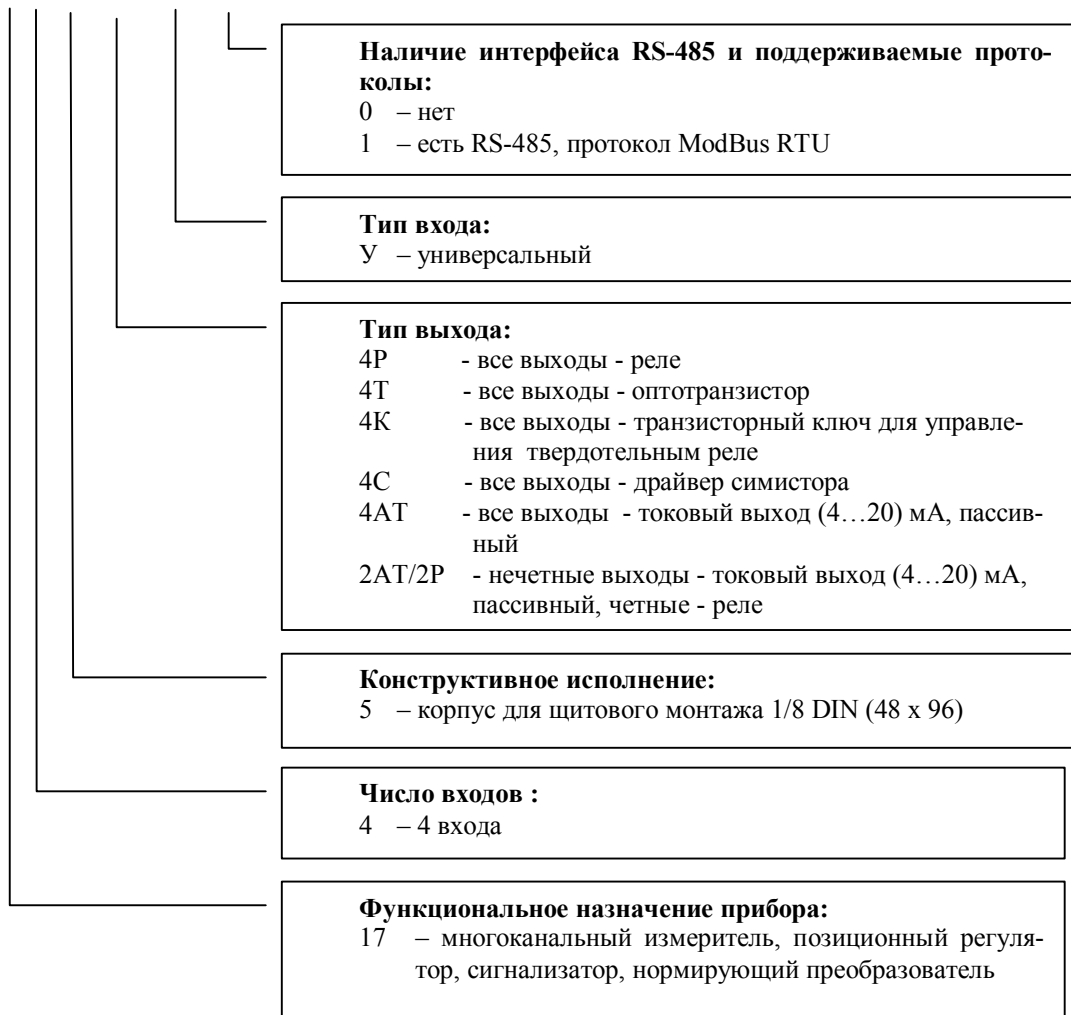 Наличие интерфейса RS-485 и поддерживаемые прото-
колы:
0 – нет
1 – есть RS-485, протокол ModBus RTU
Тип входа:
У – универсальный
Тип выхода:
4Р - все выходы - реле
4Т - все выходы - оптотранзистор
4К - все выходы - транзисторный ключ для управле-
ния твердотельным реле
4С - все выходы - драйвер симистора
4АТ - все выходы - токовый выход (4…20) мА, пассив-
ный
2АТ/2Р - нечетные выходы - токовый выход (4…20) мА,
пассивный, четные - реле
Конструктивное исполнение:
5 – корпус для щитового монтажа 1/8 DIN (48 х 96)
Число входов :
4 – 4 входа
Функциональное назначение прибора:
17 – многоканальный измеритель, позиционный регуля-
тор, сигнализатор, нормирующий преобразователь